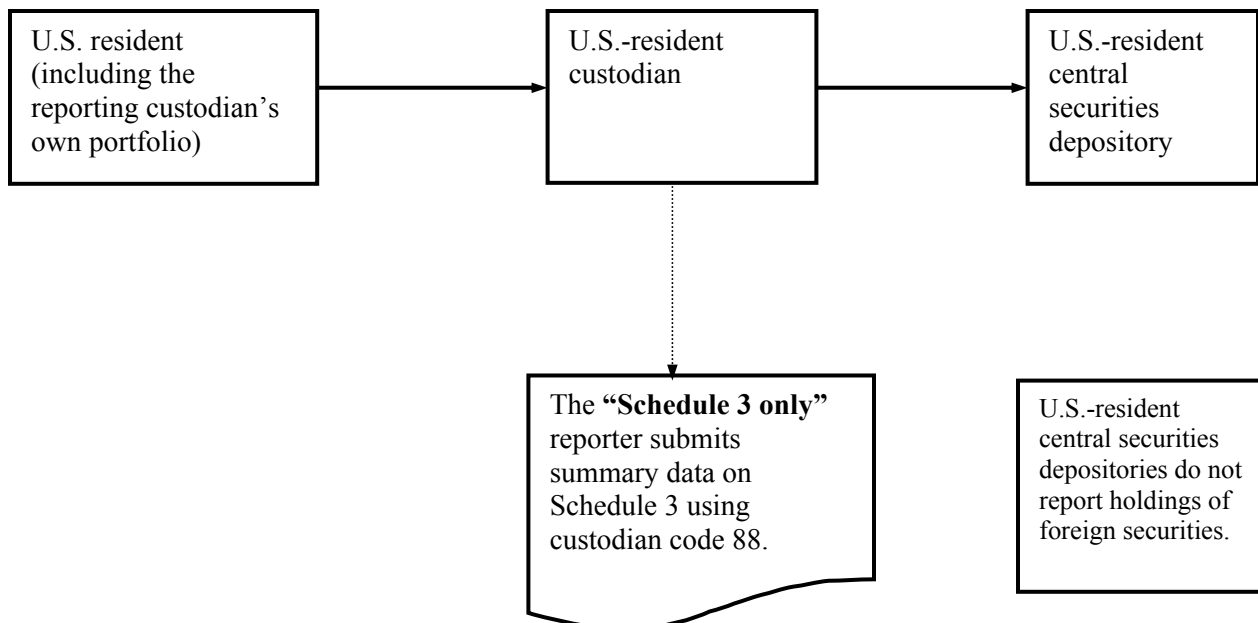 U.S. resident
(including the
reporting custodian’s
own portfolio)
U.S.-resident
custodian
U.S.-resident
central
securities
depository
The “Schedule 3 only”
reporter submits
summary data on
Schedule 3 using
custodian code 88.
U.S.-resident
central securities
depositories do not
report holdings of
foreign securities.